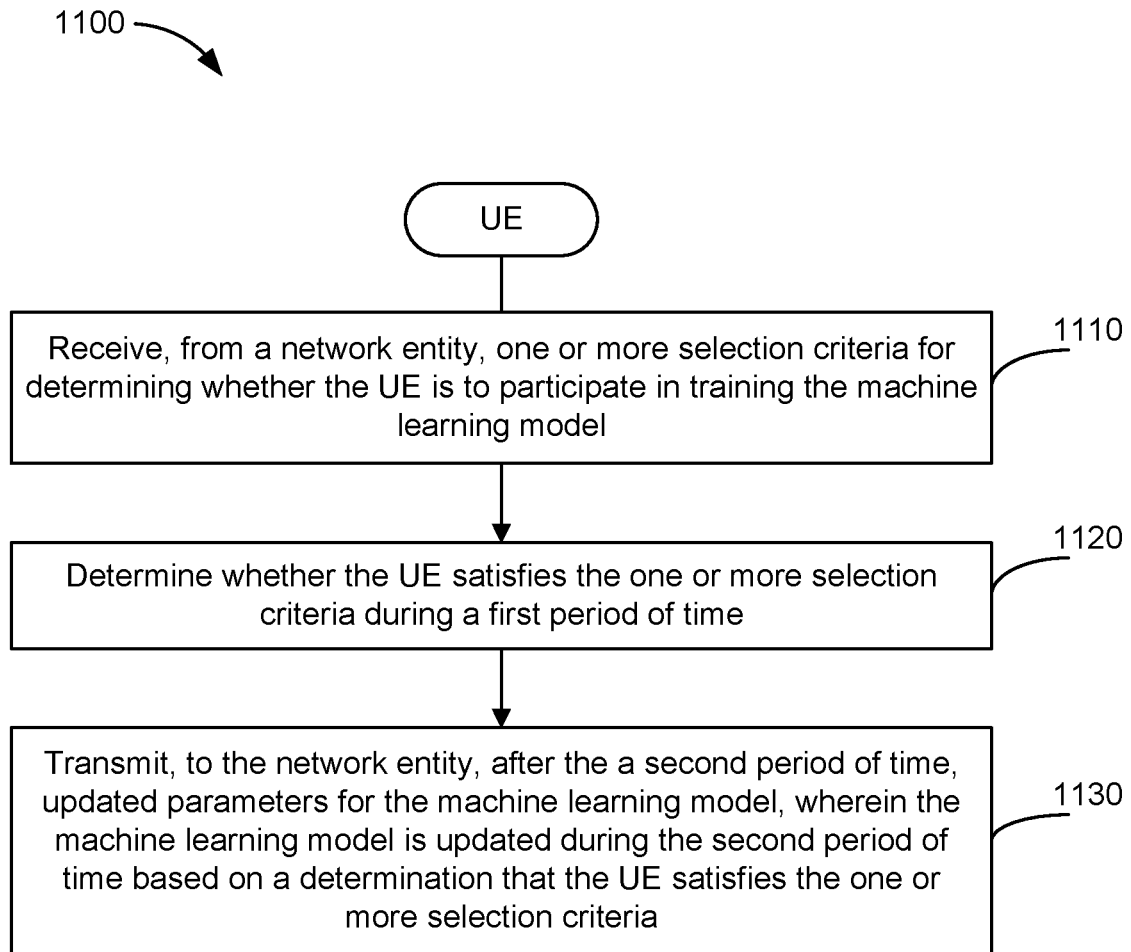 1100
UE
Receive, from a network entity, one or more selection criteria for
determining whether the UE is to participate in training the machine
learning model
1110
Determine whether the UE satisfies the one or more selection
criteria during a first period of time
1120
Transmit, to the network entity, after the a second period of time,
updated parameters for the machine learning model, wherein the
machine learning model is updated during the second period of
time based on a determination that the UE satisfies the one or
more selection criteria
1130